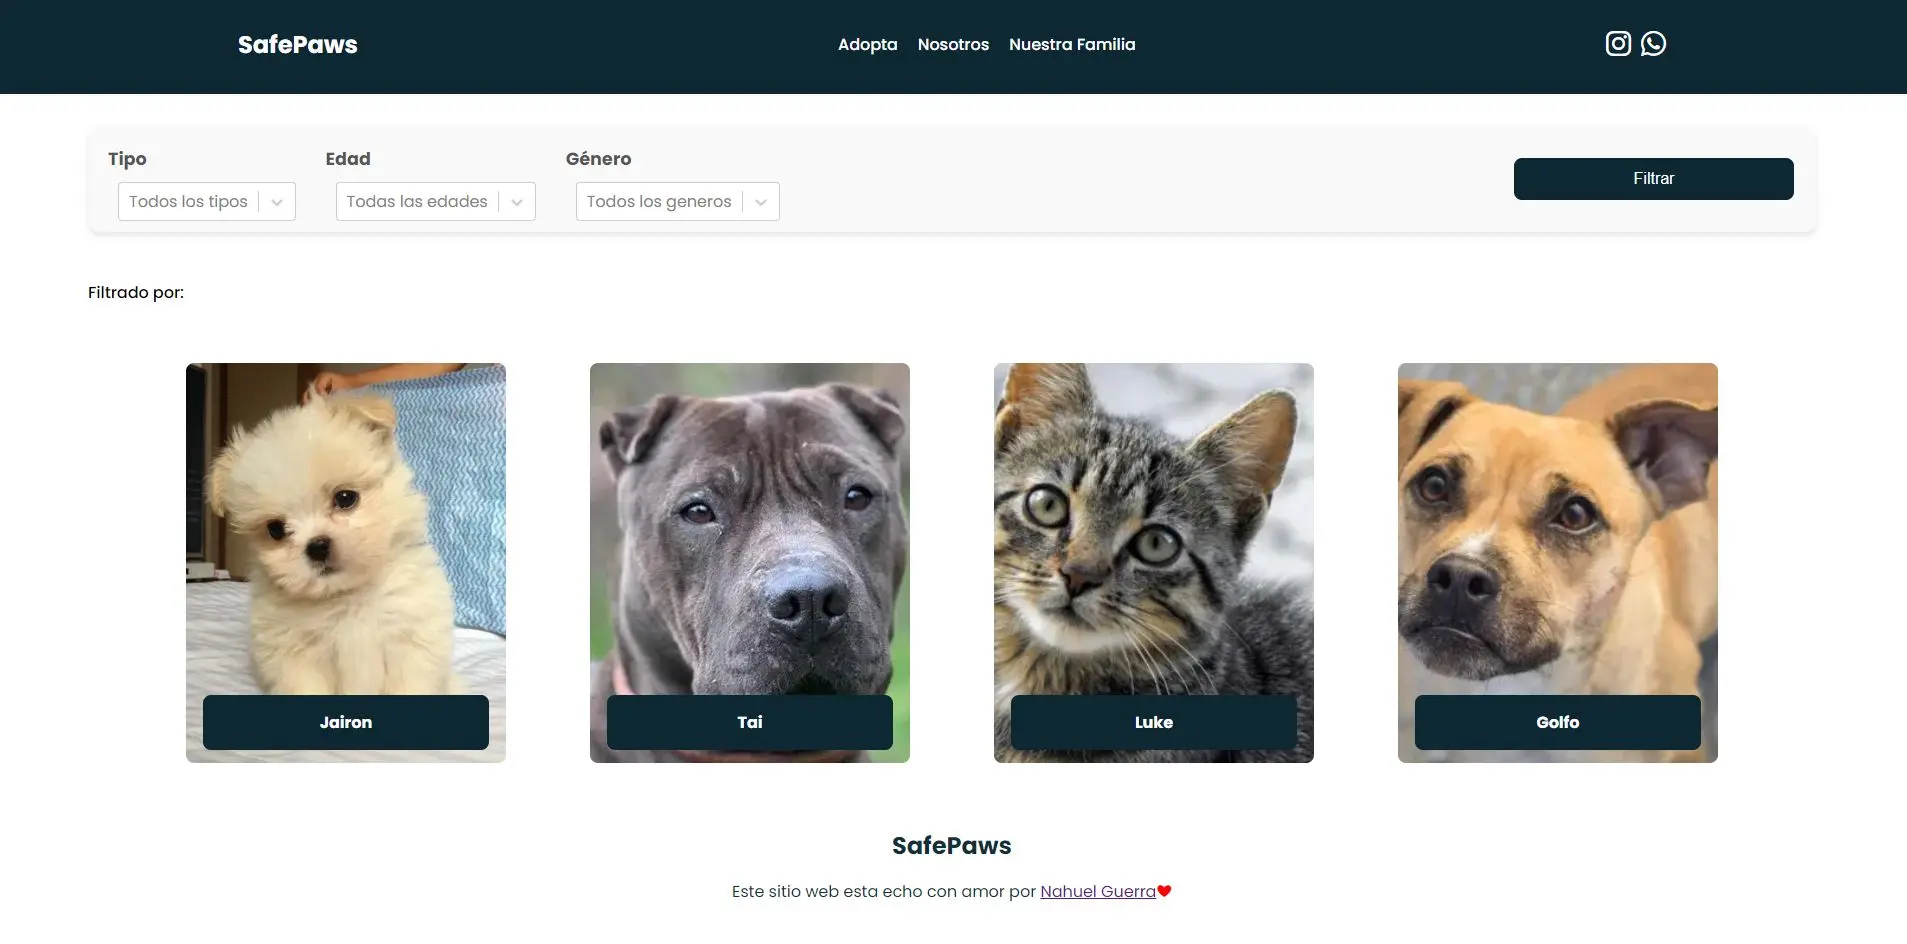 SafePaws
Adopta Nosotros Nuestra Familia
Tipo Edad Género
Todos los tipos Todas las edades Todos los generos
Filtrar
Filtrado por:
Jairon Tai Luke Golfo
SafePaws
Este sitio web esta echo con amor por Nahuel Guerra